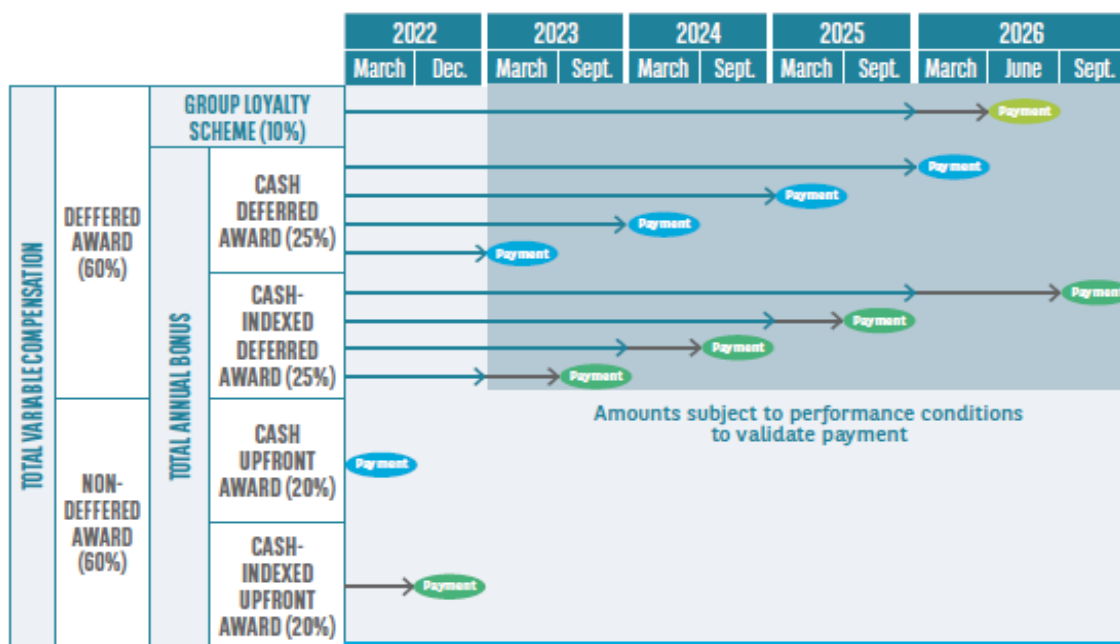 2022 2023 2024 2025 2026
March Dec. March Sept. March Sept. March Sept. March June Sept.
TOTAL VARIABLE COMPENSATION
DEFFERED
AWARD
(60%)
GROUP LOYALTY
SCHEME (10%)
Payment
TOTAL ANNUAL BONUS
CASH
DEFERRED
AWARD (25%)
Payment
Payment
Payment
Payment
CASH-
INDEXED
DEFERRED
AWARD (25%)
Payment
Payment
Payment
Payment
Amounts subject to performance conditions
to validate payment
NON-
DEFFERED
AWARD
(60%)
CASH
UPFRONT
AWARD (20%)
Payment
CASH-
INDEXED
UPFRONT
AWARD (20%)
Payment